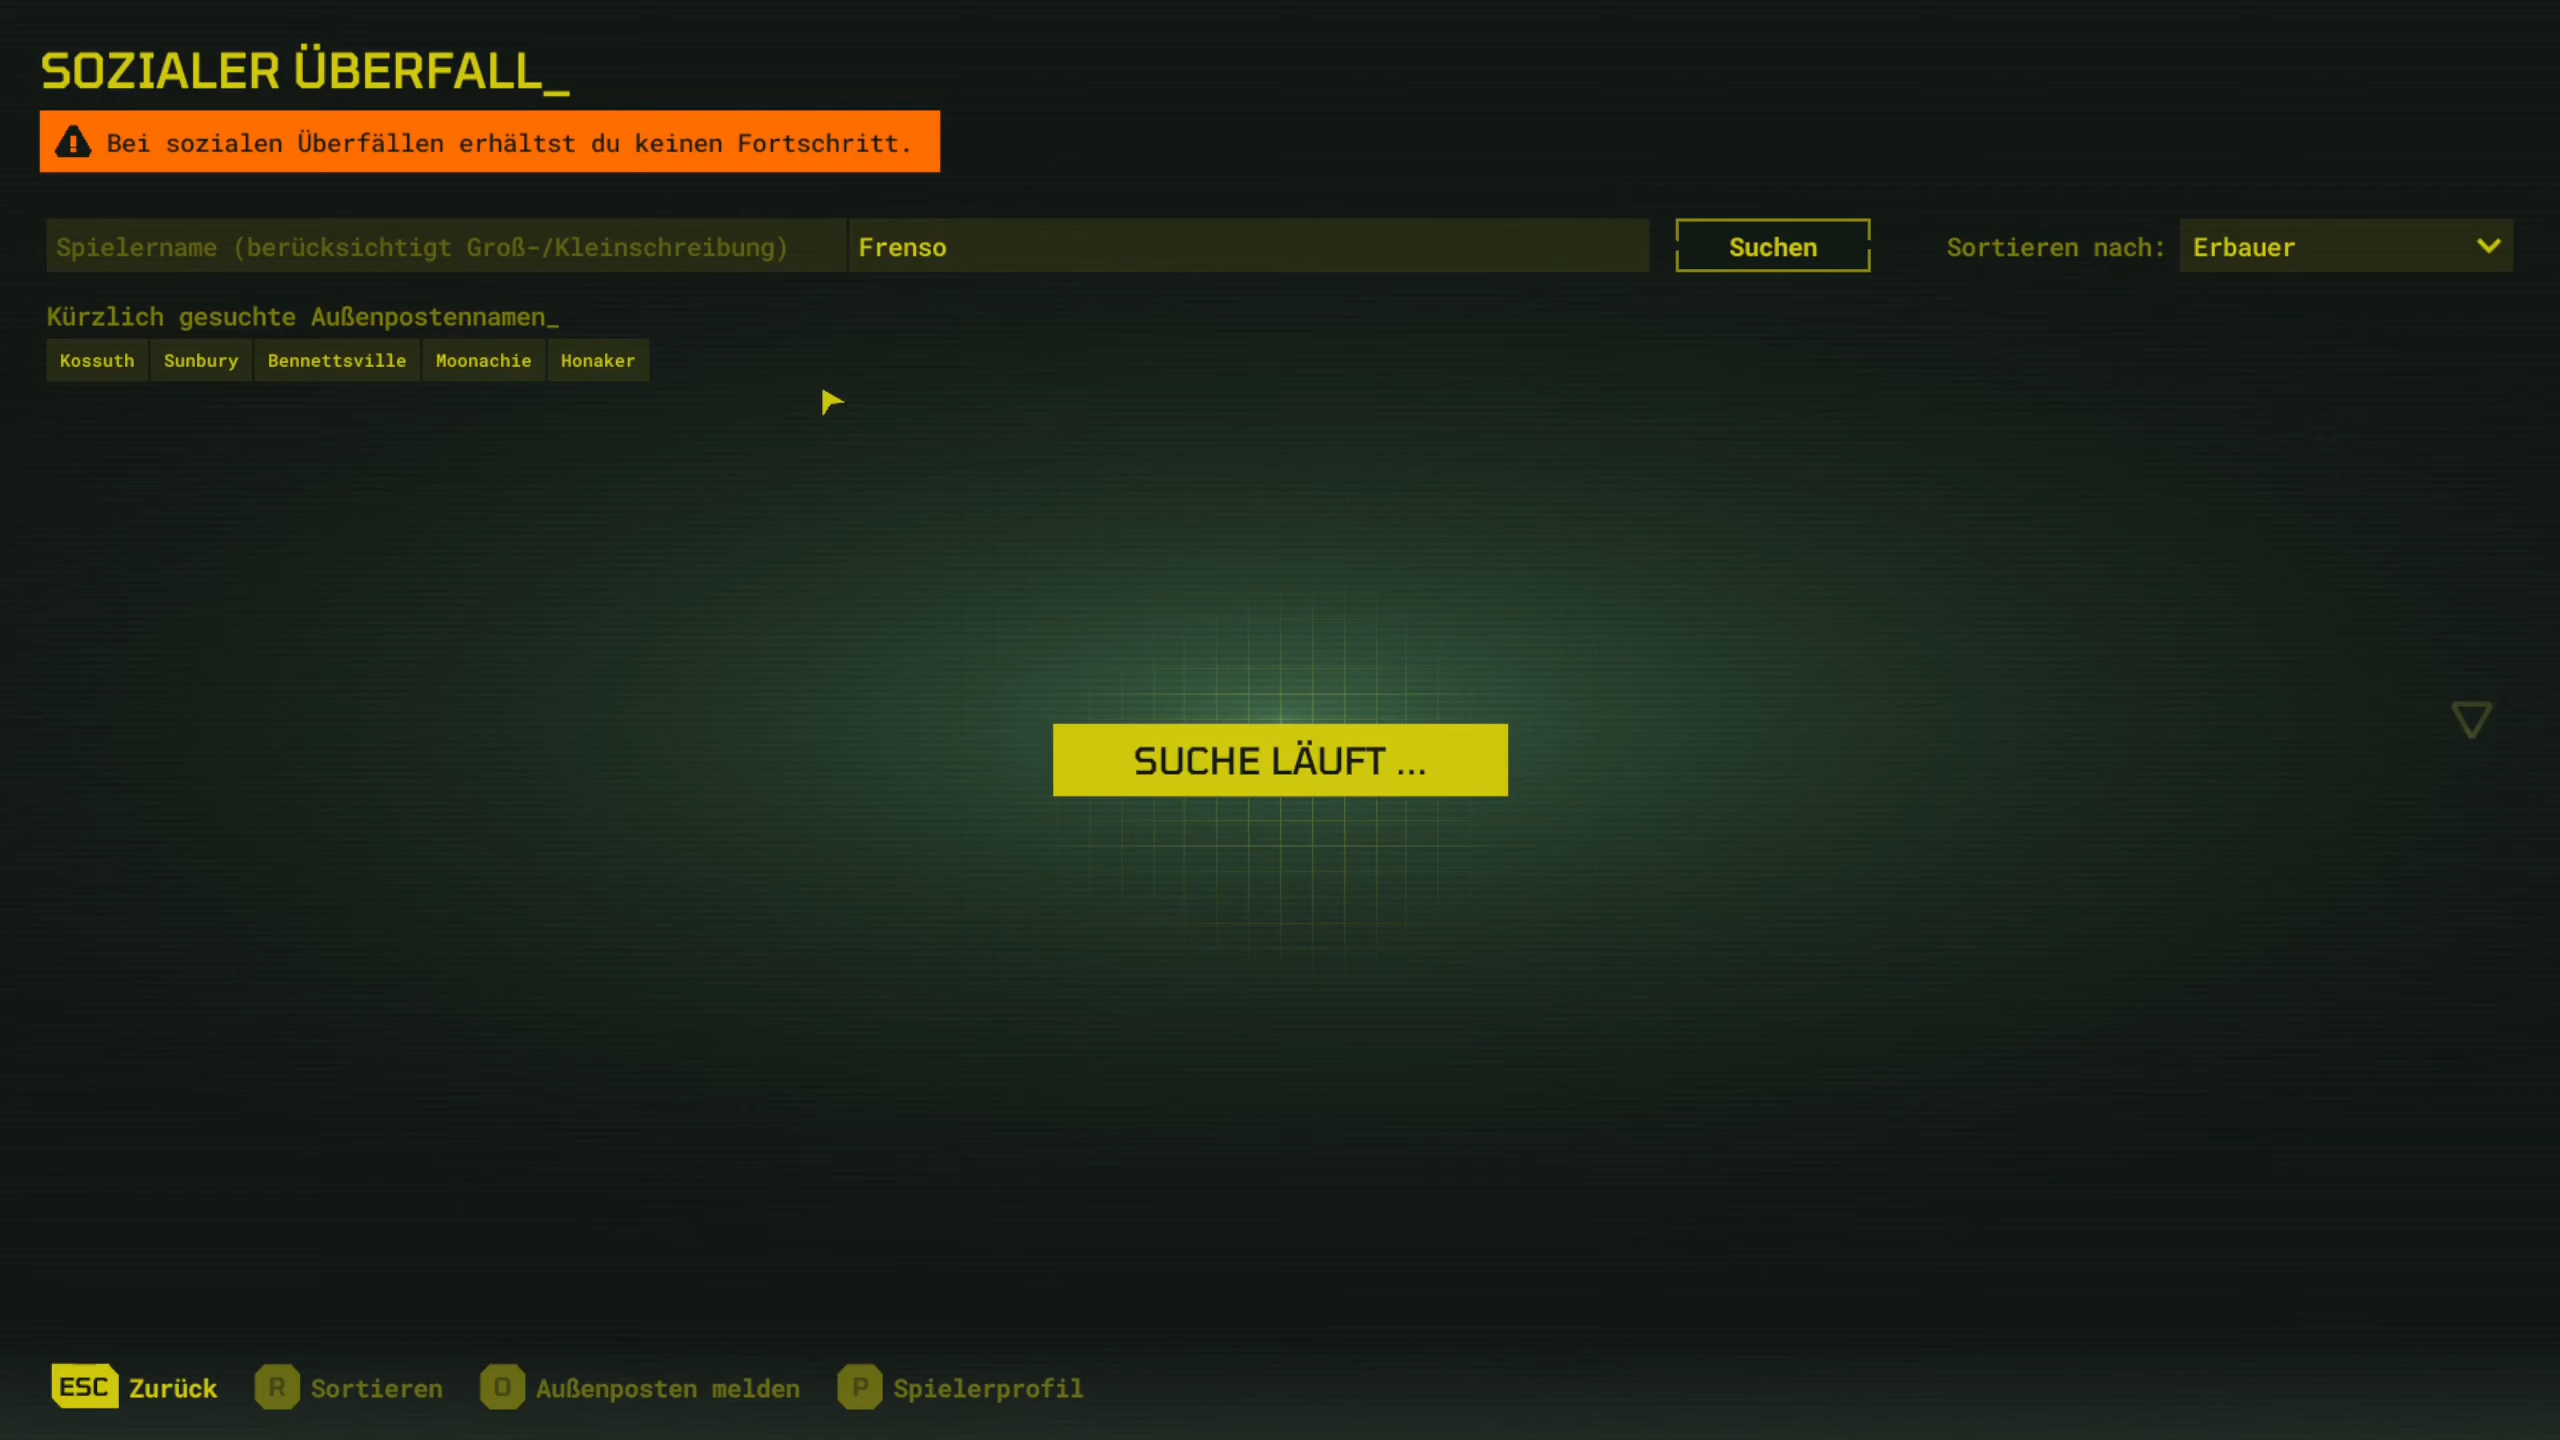 SOZIALER ÜBERFALL_
Bei sozialen Überfällen erhältst du keinen Fortschritt.
Spielername (berücksichtigt Groß-/Kleinschreibung) Frenso Suchen Sortieren nach: Erbauer
Kürzlich gesuchte Außenpostennamen_
Kossuth Sunbury Bennettsville Moonachie Honaker
SUCHE LÄUFT ...
ESC Zurück R Sortieren O Außenposten melden P Spielerprofil